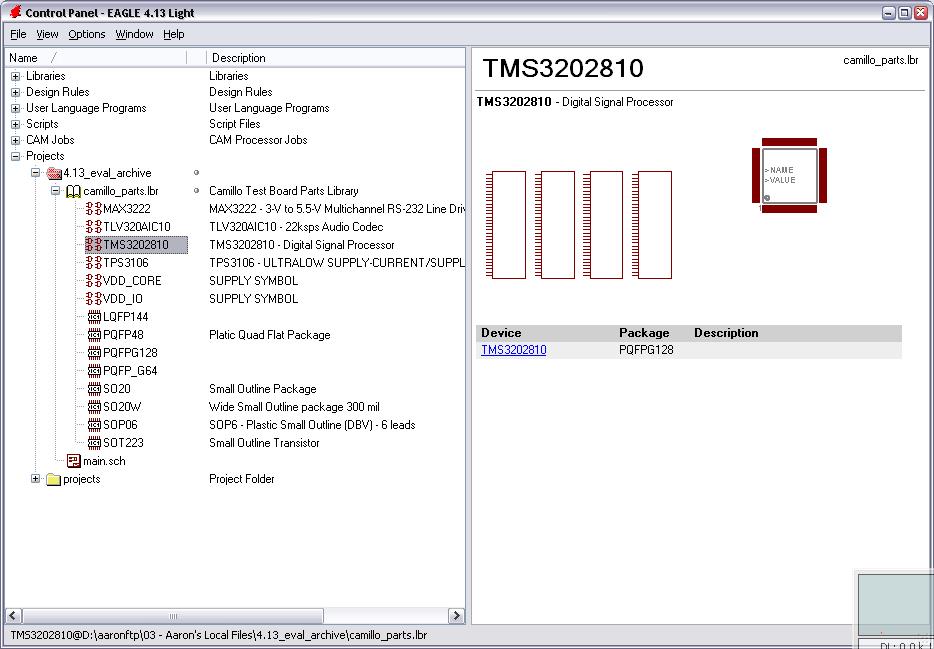 Control Panel - EAGLE 4.13 Light
File View Options Window Help
Name / Description
Libraries Libraries
Design Rules Design Rules
User Language Programs User Language Programs
Scripts Script Files
CAM Jobs CAM Processor Jobs
Projects
4.13_eval_archive
camillo_parts.lbr Camillo Test Board Parts Library
MAX3222 MAX3222 - 3-V to 5.5-V Multichannel RS-232 Line Driv
TLV320AIC10 TLV320AIC10 - 22ksps Audio Codec
TMS3202810 TMS3202810 - Digital Signal Processor
TPS3106 TPS3106 - ULTRALOW SUPPLY-CURRENT/SUPPL
VDD_CORE SUPPLY SYMBOL
VDD_IO SUPPLY SYMBOL
LQFP144
PQFP48 Platic Quad Flat Package
PQFPG128
PQFP_G64
SO20 Small Outline Package
SO20W Wide Small Outline package 300 mil
SOP06 SOP6 - Plastic Small Outline (DBV) - 6 leads
SOT223 Small Outline Transistor
main.sch
projects Project Folder
TMS3202810
camillo_parts.lbr
TMS3202810 - Digital Signal Processor
>NAME
>VALUE
Device Package Description
TMS3202810 PQFPG128
TMS3202810@D:\aaronftp\03 - Aaron's Local Files\4.13_eval_archive\camillo_parts.lbr